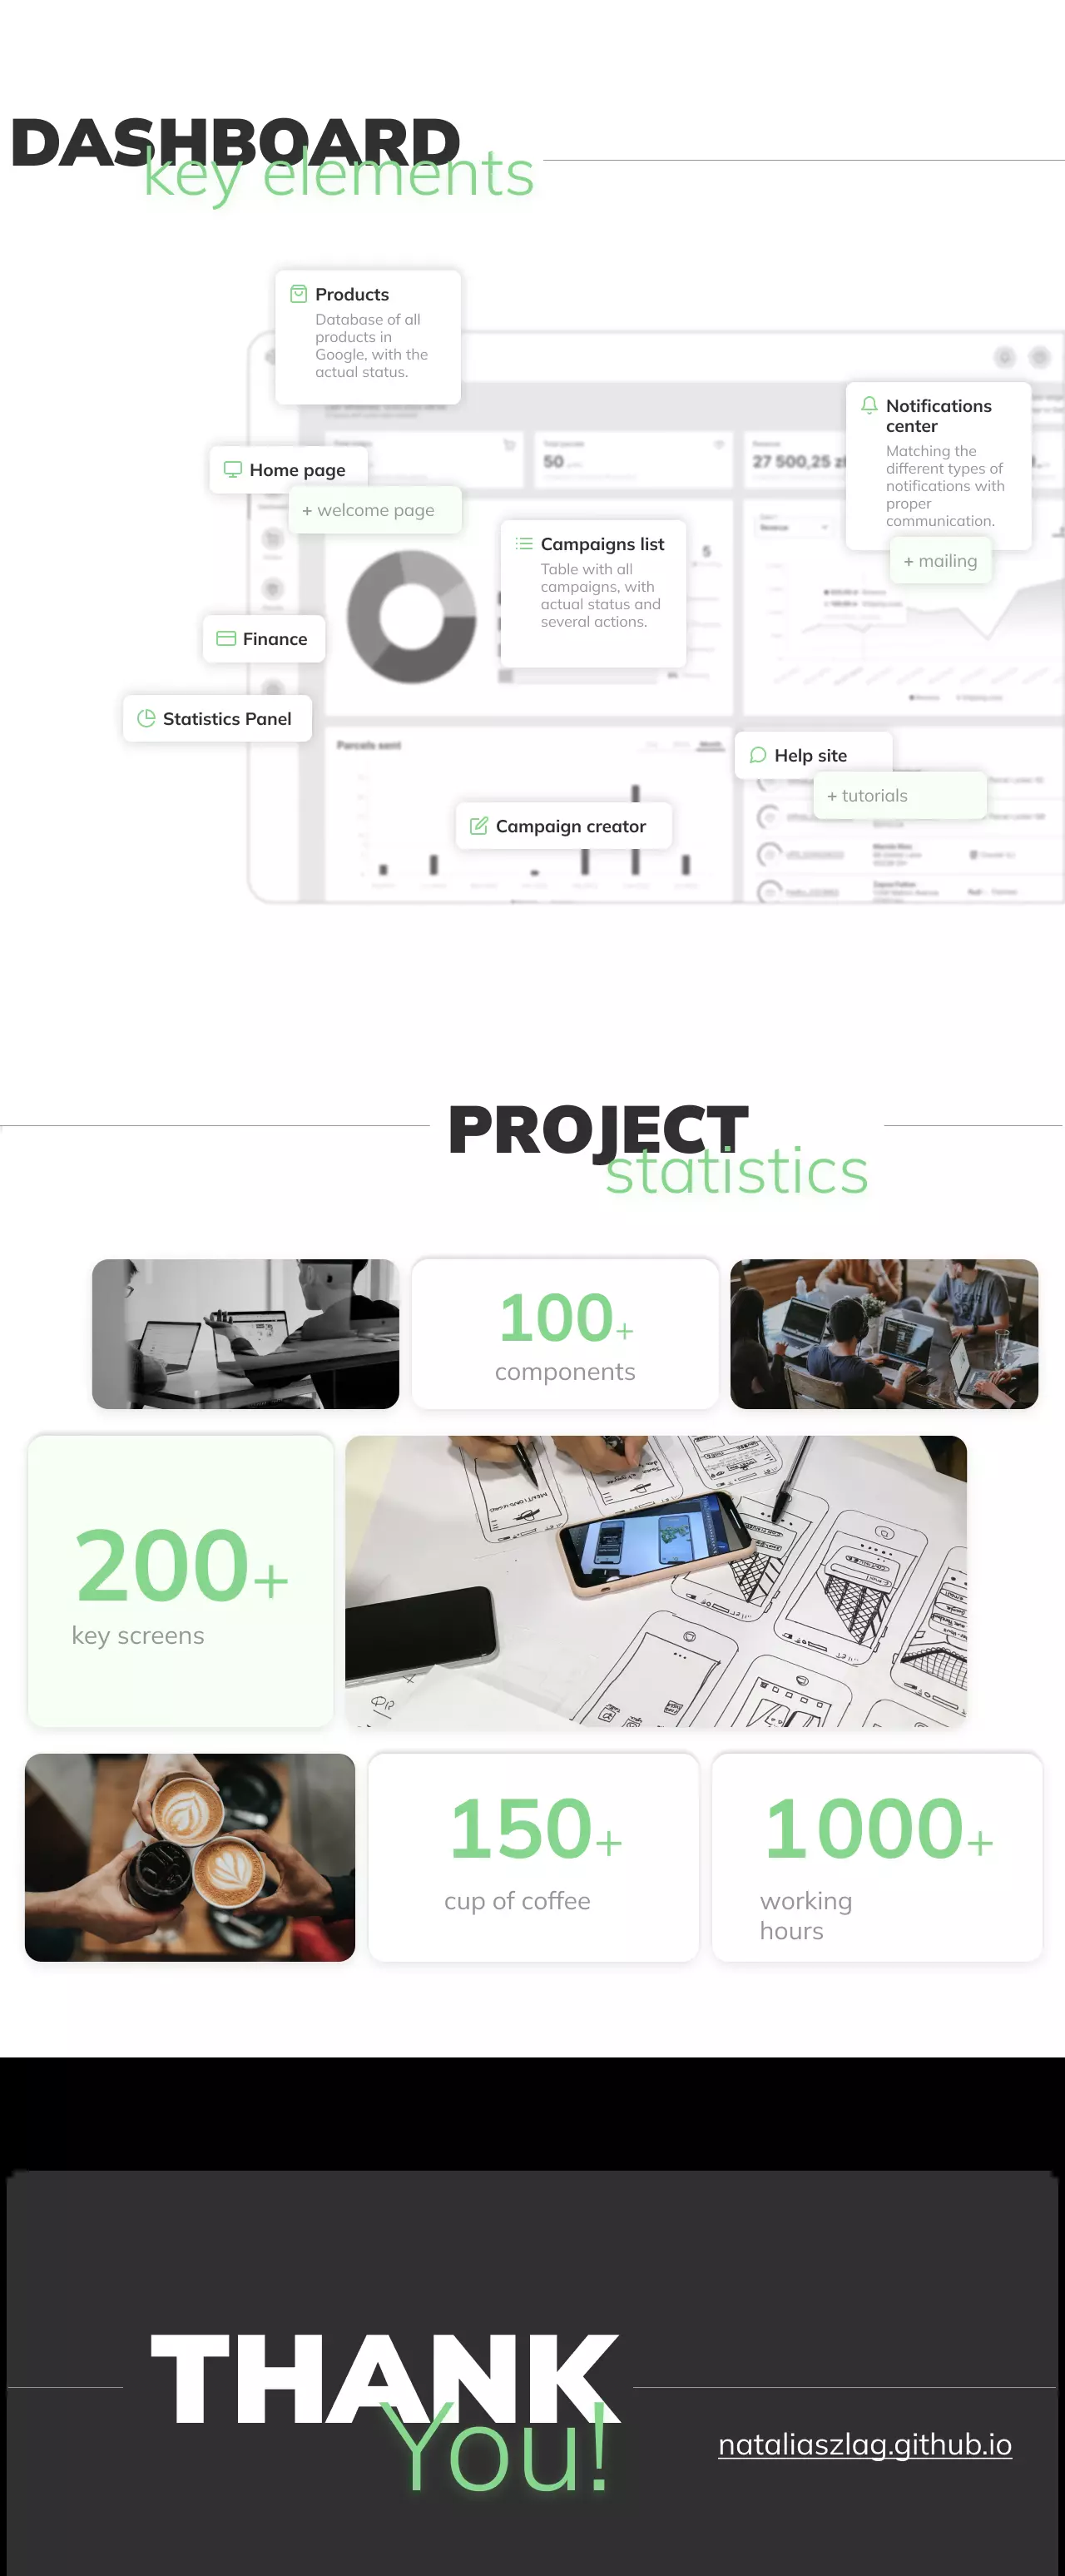 DASHBOARD
key elements
Products
Database of all
products in
Google, with the
actual status.
Notifications
center
Matching the
different types of
notifications with
proper
communication.
+ mailing
Home page
+ welcome page
50
27 500,25 zł
Campaigns list
Table with all
campaigns, with
actual status and
several actions.
5
Finance
Statistics Panel
Parcels sent
Month
Help site
+ tutorials
Campaign creator
PROJECT
statistics
100+
components
200+
key screens
150+
cup of coffee
1000+
working
hours
THANK
You!
nataliaszlag.github.io